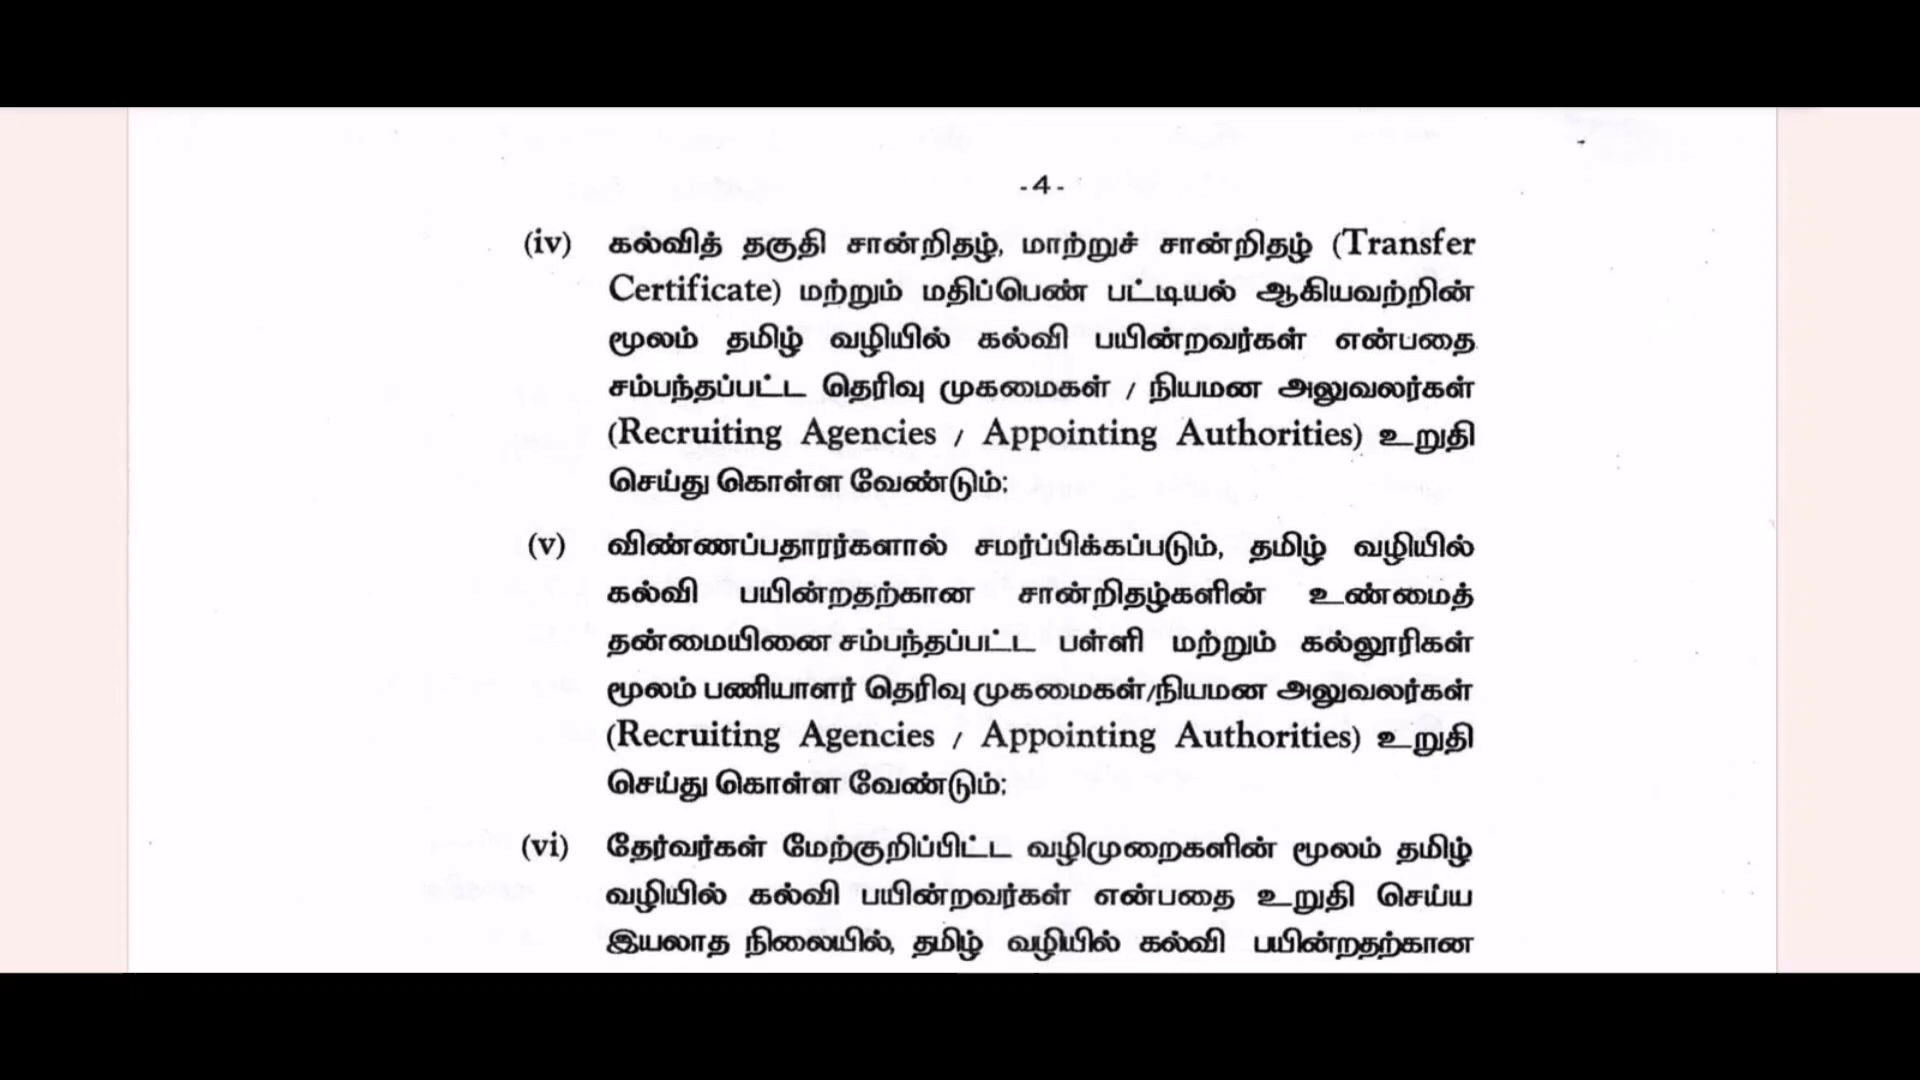 -4-
(iv) கல்வித் தகுதி சான்றிதழ், மாற்றுச் சான்றிதழ் (Transfer
Certificate) மற்றும் மதிப்பெண் பட்டியல் ஆகியவற்றின்
மூலம் தமிழ் வழியில் கல்வி பயின்றவர்கள் என்பதை
சம்பந்தப்பட்ட தெரிவு முகமைகள் / நியமன அலுவலர்கள்
(Recruiting Agencies / Appointing Authorities) உறுதி
செய்து கொள்ள வேண்டும்;
(v) விண்ணப்பதாரர்களால் சமர்ப்பிக்கப்படும், தமிழ் வழியில்
கல்வி பயின்றதற்கான சான்றிதழ்களின் உண்மைத்
தன்மையினை சம்பந்தப்பட்ட பள்ளி மற்றும் கல்லூரிகள்
மூலம் பணியாளர் தெரிவு முகமைகள்/நியமன அலுவலர்கள்
(Recruiting Agencies / Appointing Authorities) உறுதி
செய்து கொள்ள வேண்டும்;
(vi) தேர்வர்கள் மேற்குறிப்பிட்ட வழிமுறைகளின் மூலம் தமிழ்
வழியில் கல்வி பயின்றவர்கள் என்பதை உறுதி செய்ய
இயலாத நிலையில், தமிழ் வழியில் கல்வி பயின்றதற்கான